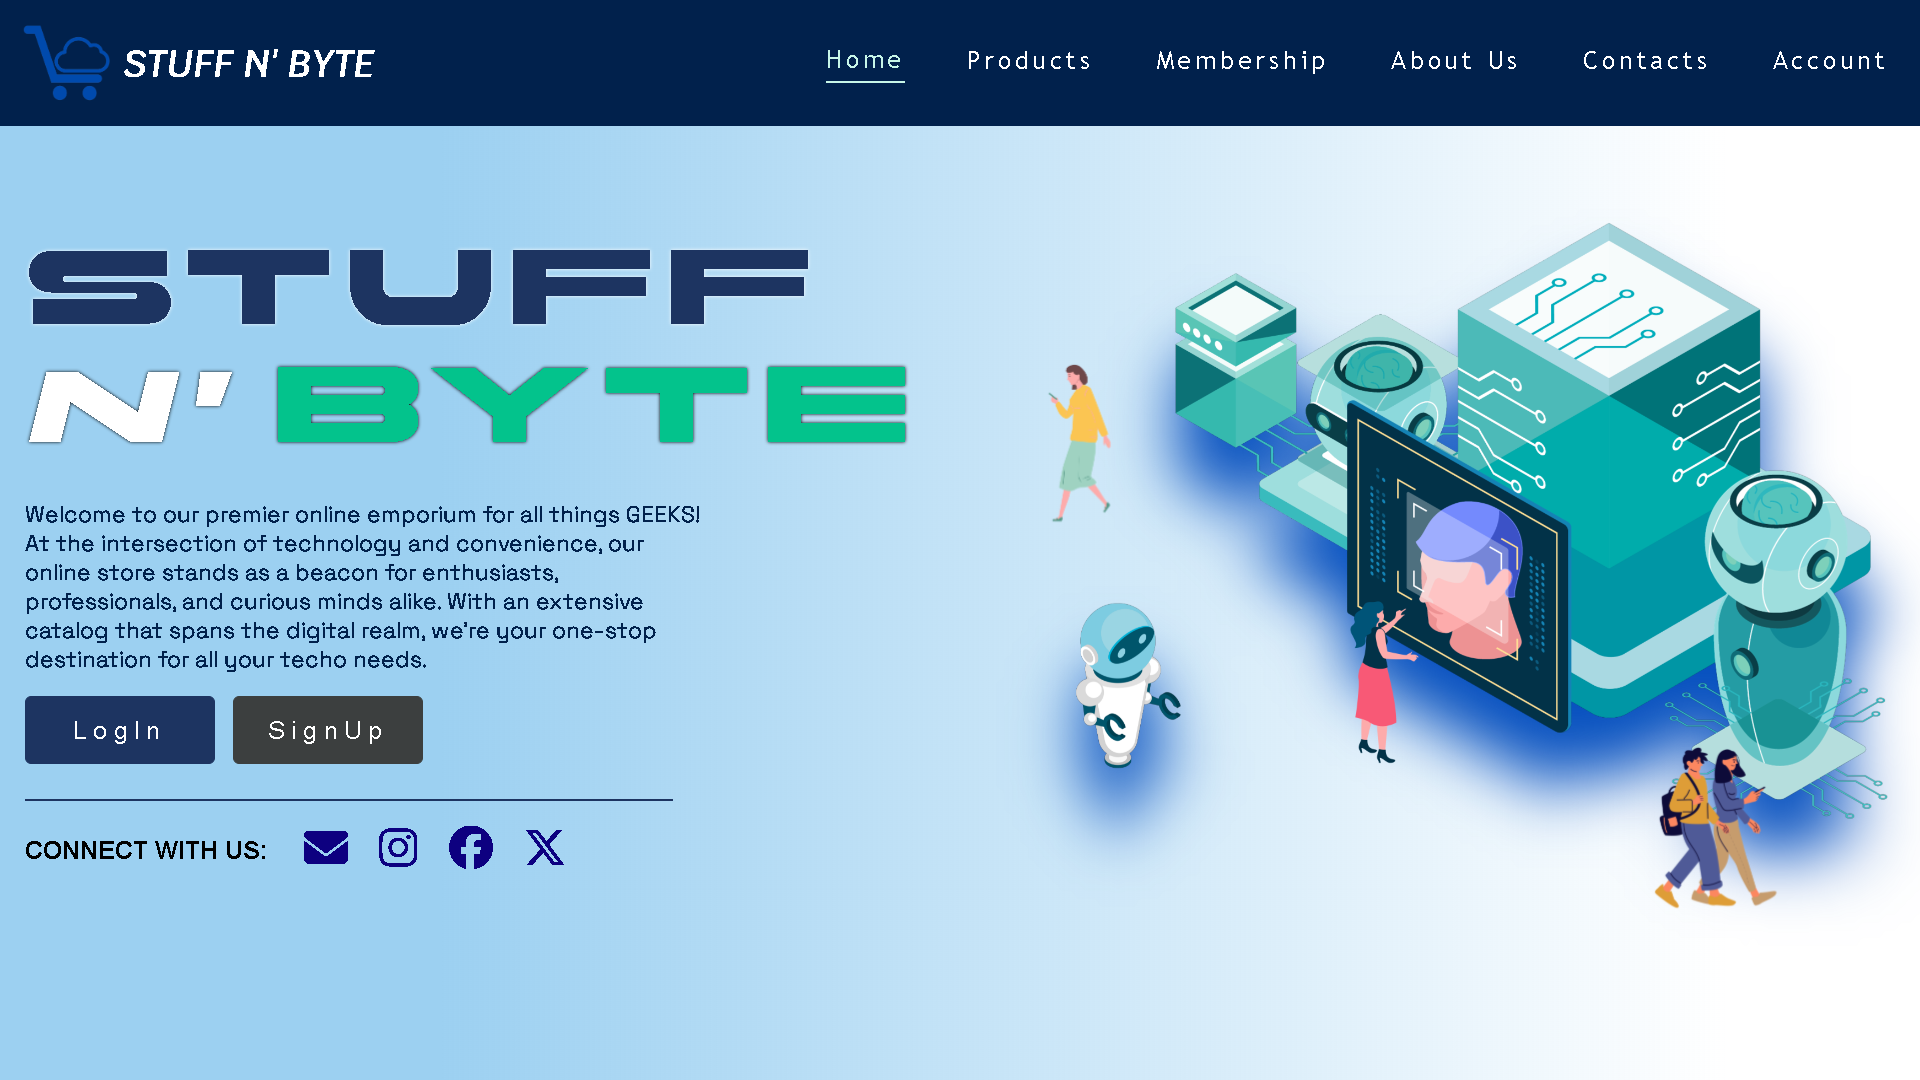 STUFF N' BYTE
Home Products Membership About Us Contacts Account
STUFF
N' BYTE
Welcome to our premier online emporium for all things GEEKS!
At the intersection of technology and convenience, our
online store stands as a beacon for enthusiasts,
professionals, and curious minds alike. With an extensive
catalog that spans the digital realm, we're your one-stop
destination for all your techo needs.
LogIn SignUp
CONNECT WITH US: